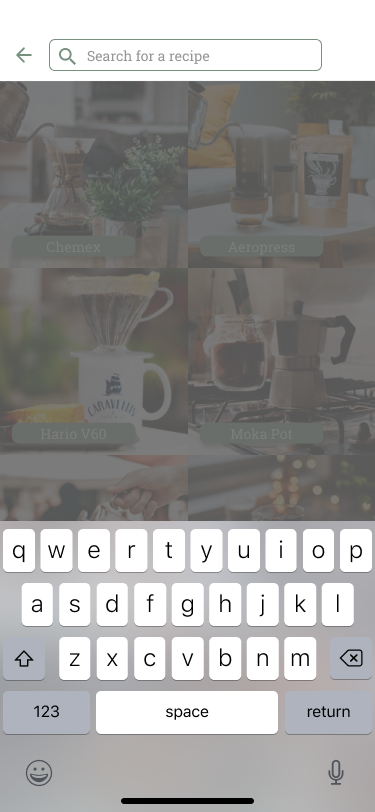 Search for a recipe
Chemex
Aeropress
CARAVELLE
Hario V60
Moka Pot
q w e r t y u i o p
a s d f g h j k l
z x c v b n m
123 space return